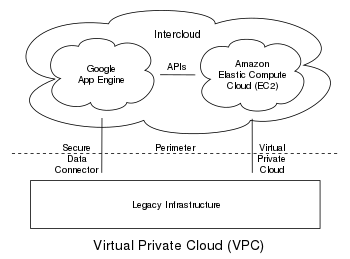 Intercloud
Google
App Engine
APIs
Amazon
Elastic Compute
Cloud (EC2)
Secure
Data
Connector
Perimeter
Virtual
Private
Cloud
Legacy Infrastructure
Virtual Private Cloud (VPC)